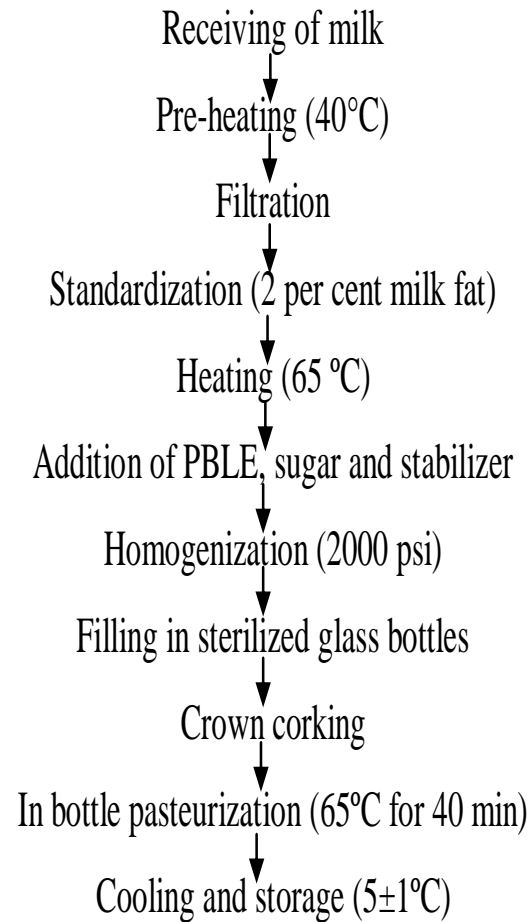 Receiving of milk
Pre-heating (40°C)
Filtration
Standardization (2 per cent milk fat)
Heating (65 ºC)
Addition of PBLE, sugar and stabilizer
Homogenization (2000 psi)
Filling in sterilized glass bottles
Crown corking
In bottle pasteurization (65ºC for 40 min)
Cooling and storage (5±1ºC)